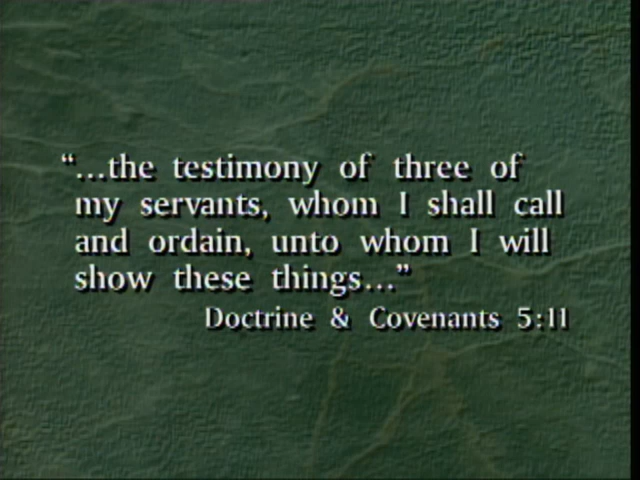 “...the testimony of three of
my servants, whom I shall call
and ordain, unto whom I will
show these things...”
Doctrine & Covenants 5:11